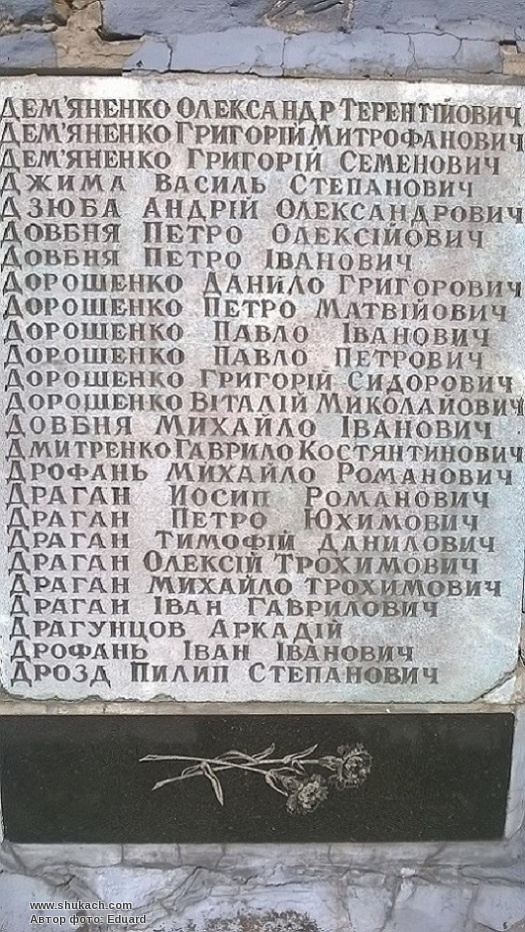 ДЕМ'ЯНЕНКО ОЛЕКСАНДР ТЕРЕНТІЙОВИЧ
ДЕМ'ЯНЕНКО ГРИГОРІЙ МИТРОФАНОВИЧ
ДЕМ'ЯНЕНКО ГРИГОРІЙ СЕМЕНОВИЧ
ДЖИМА ВАСИЛЬ СТЕПАНОВИЧ
ДЗЮБА АНДРІЙ ОЛЕКСАНДРОВИЧ
ДОВБНЯ ПЕТРО ОЛЕКСІЙОВИЧ
ДОВБНЯ ПЕТРО ІВАНОВИЧ
ДОРОШЕНКО ДАНИЛО ГРИГОРОВИЧ
ДОРОШЕНКО ПЕТРО МАТВІЙОВИЧ
ДОРОШЕНКО ПАВЛО ІВАНОВИЧ
ДОРОШЕНКО ПАВЛО ПЕТРОВИЧ
ДОРОШЕНКО ГРИГОРІЙ СИДОРОВИЧ
ДОРОШЕНКО ВІТАЛІЙ МИКОЛАЙОВИЧ
ДОВБНЯ МИХАЙЛО ІВАНОВИЧ
ДМИТРЕНКО ГАВРИЛО КОСТЯНТИНОВИЧ
ДРОФАНЬ МИХАЙЛО РОМАНОВИЧ
ДРАГАН ИОСИП РОМАНОВИЧ
ДРАГАН ПЕТРО ЮХИМОВИЧ
ДРАГАН ТИМОФІЙ ДАНИЛОВИЧ
ДРАГАН ОЛЕКСІЙ ТРОХИМОВИЧ
ДРАГАН МИХАЙЛО ТРОХИМОВИЧ
ДРАГАН ІВАН ГАВРИЛОВИЧ
ДРАГУНЦОВ АРКАДІЙ
ДРОФАНЬ ІВАН ІВАНОВИЧ
ДРОЗД ПИЛИП СТЕПАНОВИЧ
www.shukach.com
Автор фото: Eduard